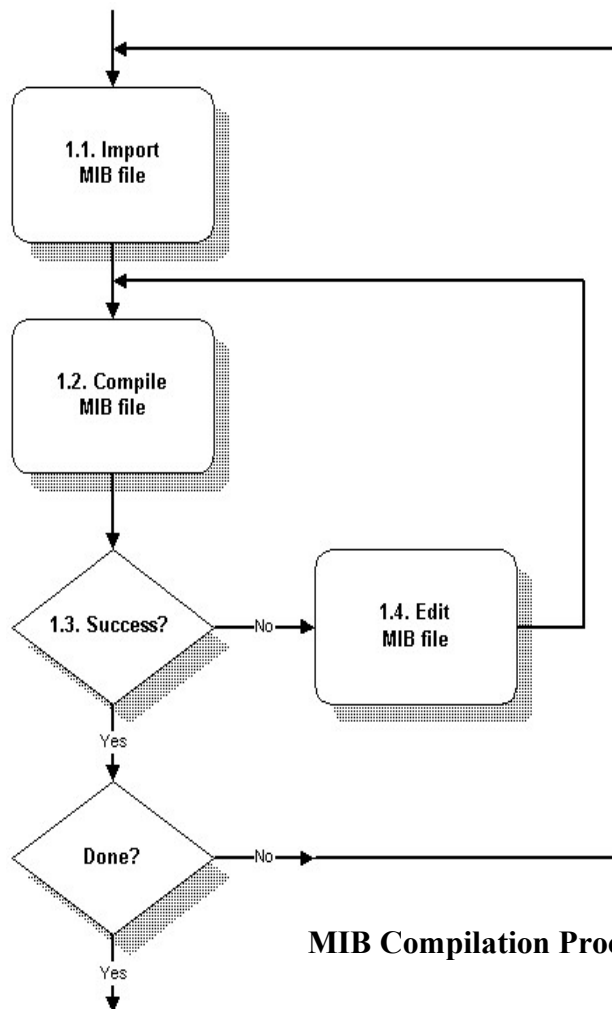 1.1. Import
MIB file
1.2. Compile
MIB file
1.3. Success?
No
1.4. Edit
MIB file
Yes
Done?
No
MIB Compilation
Yes